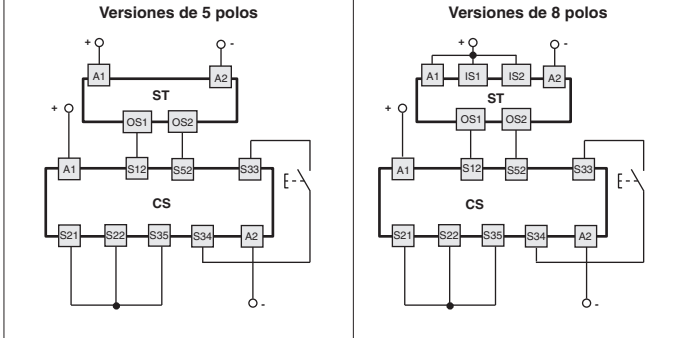 Versiones de 5 polos
+ -
A1 A2
ST
OS1 OS2
+
A1 S12 S52 S33
CS
S21 S22 S35 S34 A2
-
Versiones de 8 polos
+ -
A1 IS1 IS2 A2
ST
OS1 OS2
+
A1 S12 S52 S33
CS
S21 S22 S35 S34 A2
-